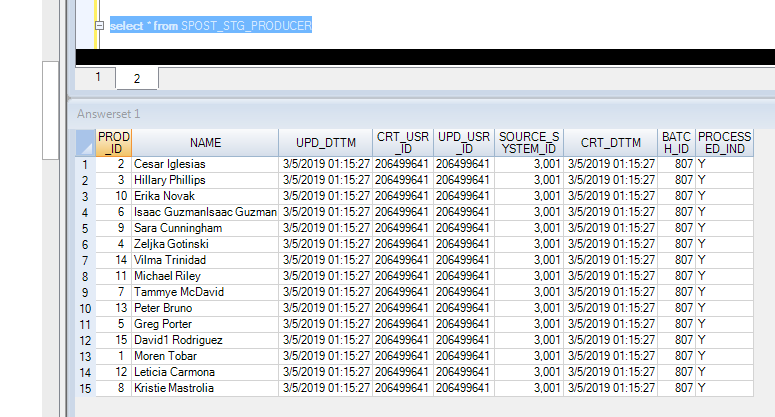 select * from SPOST_STG_PRODUCER
1 2
Answerset 1
PROD_ID NAME UPD_DTTM CRT_USR_ID UPD_USR_ID SOURCE_SYSTEM_ID CRT_DTTM BATCH_ID PROCESSED_IND
1 2 Cesar Iglesias 3/5/2019 01:15:27 206499641 206499641 3,001 3/5/2019 01:15:27 807 Y
2 3 Hillary Phillips 3/5/2019 01:15:27 206499641 206499641 3,001 3/5/2019 01:15:27 807 Y
3 10 Erika Novak 3/5/2019 01:15:27 206499641 206499641 3,001 3/5/2019 01:15:27 807 Y
4 6 Isaac GuzmanIsaac Guzman 3/5/2019 01:15:27 206499641 206499641 3,001 3/5/2019 01:15:27 807 Y
5 9 Sara Cunningham 3/5/2019 01:15:27 206499641 206499641 3,001 3/5/2019 01:15:27 807 Y
6 4 Zeljka Gotinski 3/5/2019 01:15:27 206499641 206499641 3,001 3/5/2019 01:15:27 807 Y
7 14 Vilma Trinidad 3/5/2019 01:15:27 206499641 206499641 3,001 3/5/2019 01:15:27 807 Y
8 11 Michael Riley 3/5/2019 01:15:27 206499641 206499641 3,001 3/5/2019 01:15:27 807 Y
9 7 Tammye McDavid 3/5/2019 01:15:27 206499641 206499641 3,001 3/5/2019 01:15:27 807 Y
10 13 Peter Bruno 3/5/2019 01:15:27 206499641 206499641 3,001 3/5/2019 01:15:27 807 Y
11 5 Greg Porter 3/5/2019 01:15:27 206499641 206499641 3,001 3/5/2019 01:15:27 807 Y
12 15 David1 Rodriguez 3/5/2019 01:15:27 206499641 206499641 3,001 3/5/2019 01:15:27 807 Y
13 1 Moren Tobar 3/5/2019 01:15:27 206499641 206499641 3,001 3/5/2019 01:15:27 807 Y
14 12 Leticia Carmona 3/5/2019 01:15:27 206499641 206499641 3,001 3/5/2019 01:15:27 807 Y
15 8 Kristie Mastrolia 3/5/2019 01:15:27 206499641 206499641 3,001 3/5/2019 01:15:27 807 Y